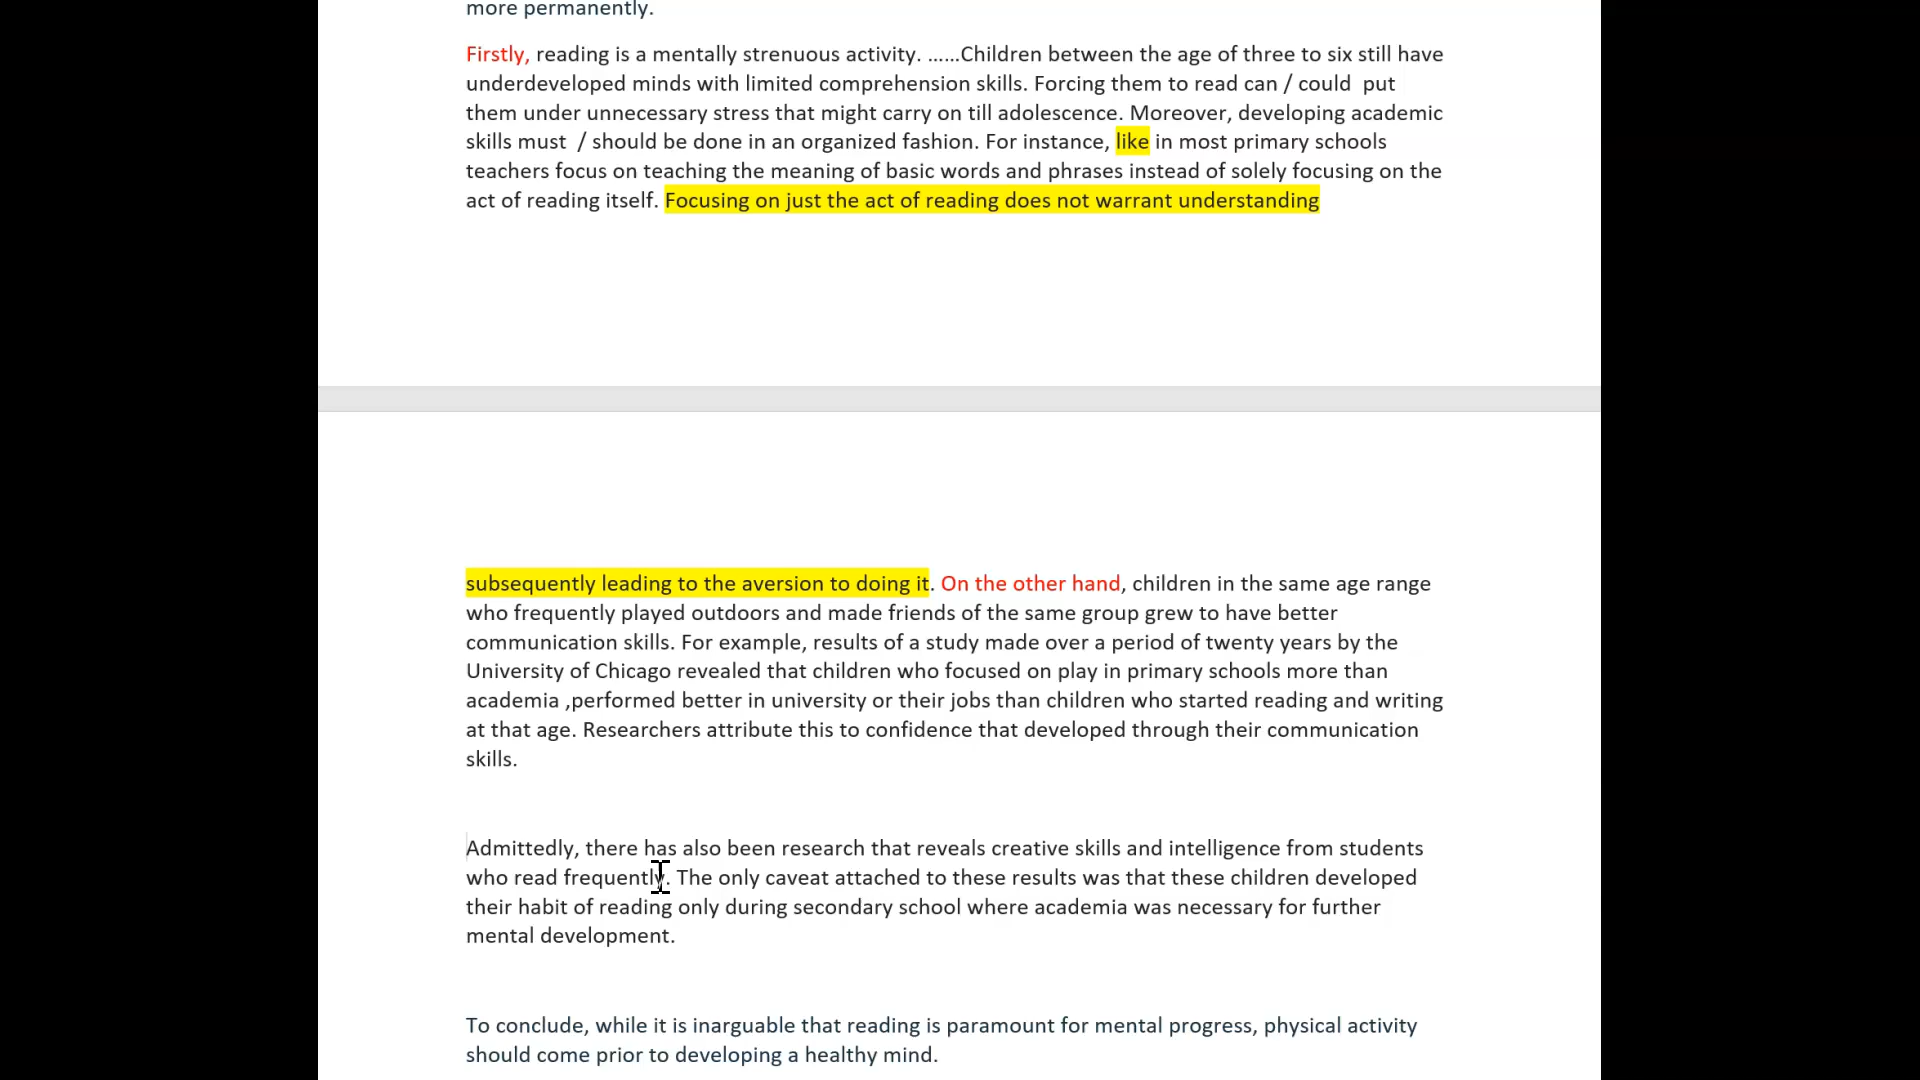 more permanently.
Firstly, reading is a mentally strenuous activity. ......Children between the age of three to six still have
underdeveloped minds with limited comprehension skills. Forcing them to read can / could  put
them under unnecessary stress that might carry on till adolescence. Moreover, developing academic
skills must  / should be done in an organized fashion. For instance, like in most primary schools
teachers focus on teaching the meaning of basic words and phrases instead of solely focusing on the
act of reading itself. Focusing on just the act of reading does not warrant understanding
subsequently leading to the aversion to doing it. On the other hand, children in the same age range
who frequently played outdoors and made friends of the same group grew to have better
communication skills. For example, results of a study made over a period of twenty years by the
University of Chicago revealed that children who focused on play in primary schools more than
academia ,performed better in university or their jobs than children who started reading and writing
at that age. Researchers attribute this to confidence that developed through their communication
skills.
Admittedly, there has also been research that reveals creative skills and intelligence from students
who read frequently. The only caveat attached to these results was that these children developed
their habit of reading only during secondary school where academia was necessary for further
mental development.
To conclude, while it is inarguable that reading is paramount for mental progress, physical activity
should come prior to developing a healthy mind.